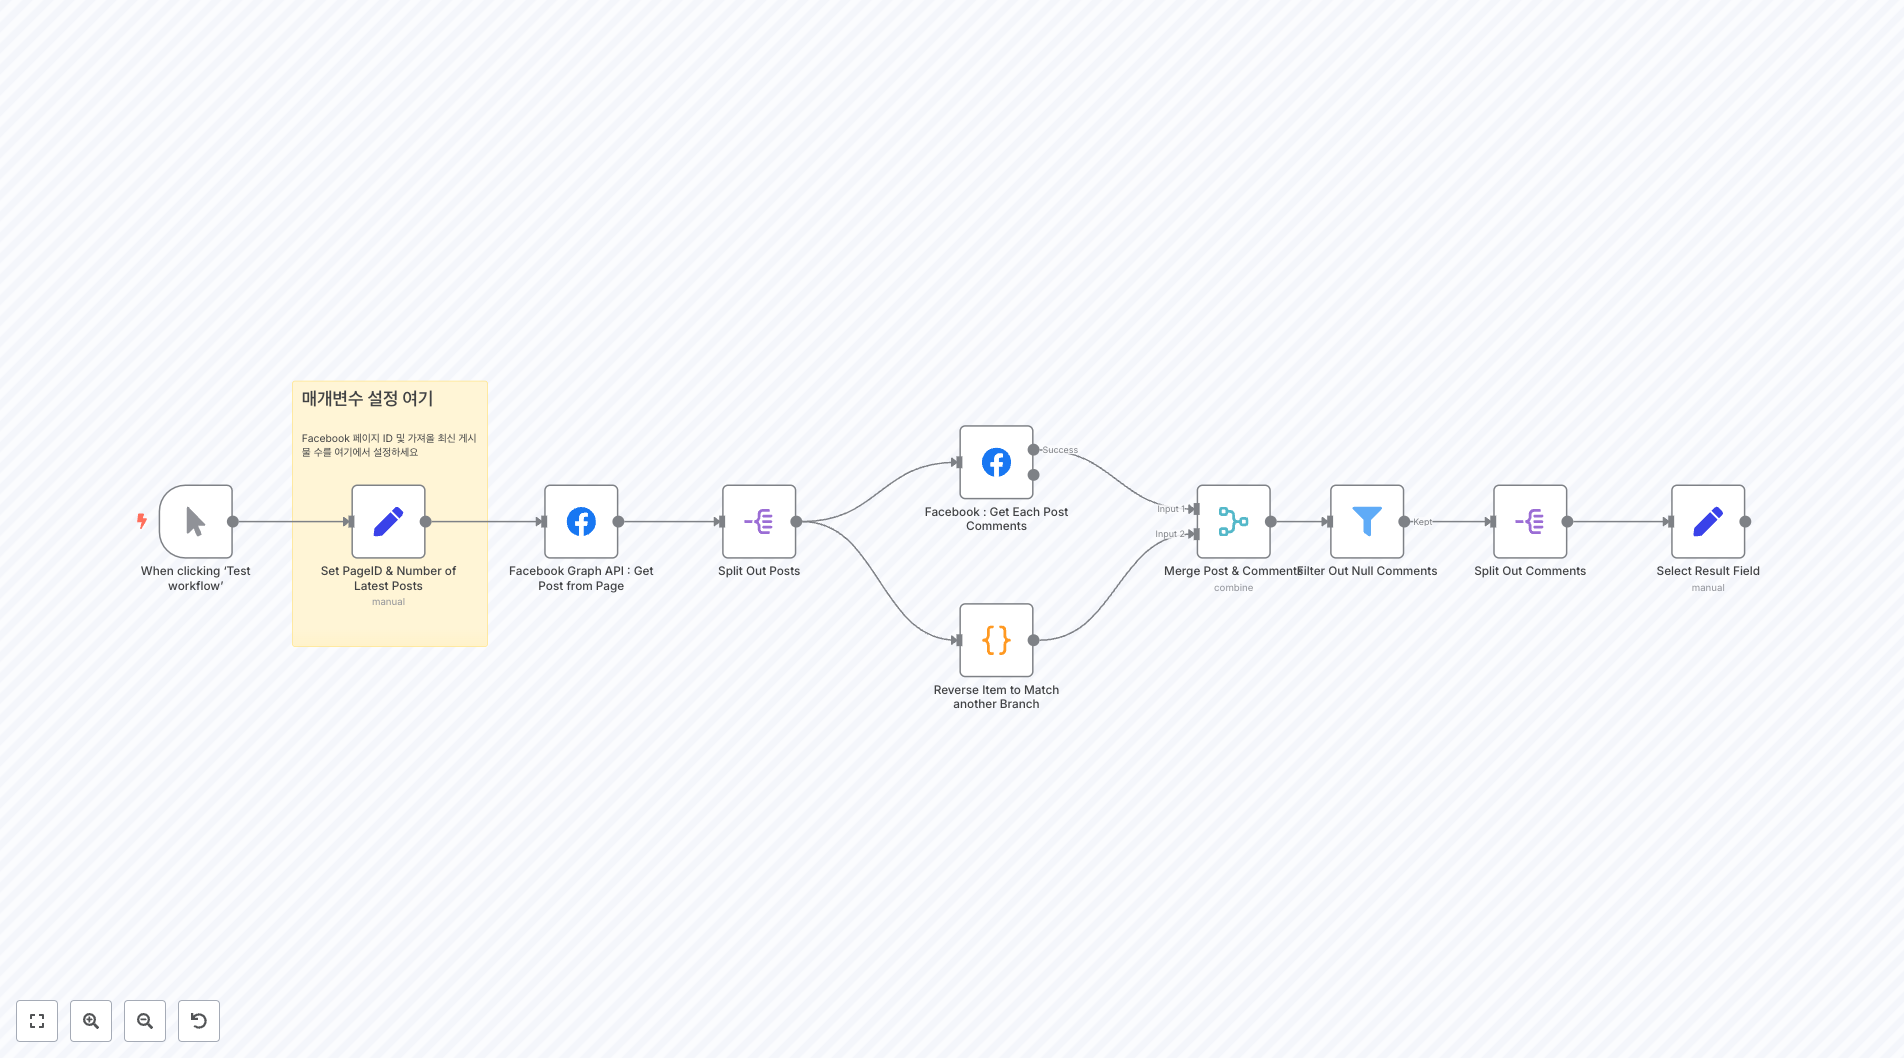 매개변수 설정 여기
Facebook 페이지 ID 및 가져올 최신 게시
물 수를 여기에서 설정하세요
When clicking ‘Test
workflow’
Set PageID & Number of
Latest Posts
manual
Facebook Graph API : Get
Post from Page
Split Out Posts
Success
Facebook : Get Each Post
Comments
Reverse Item to Match
another Branch
Input 1
Input 2
Merge Post & Comments
combine
Filter Out Null Comments
Kept
Split Out Comments
Select Result Field
manual